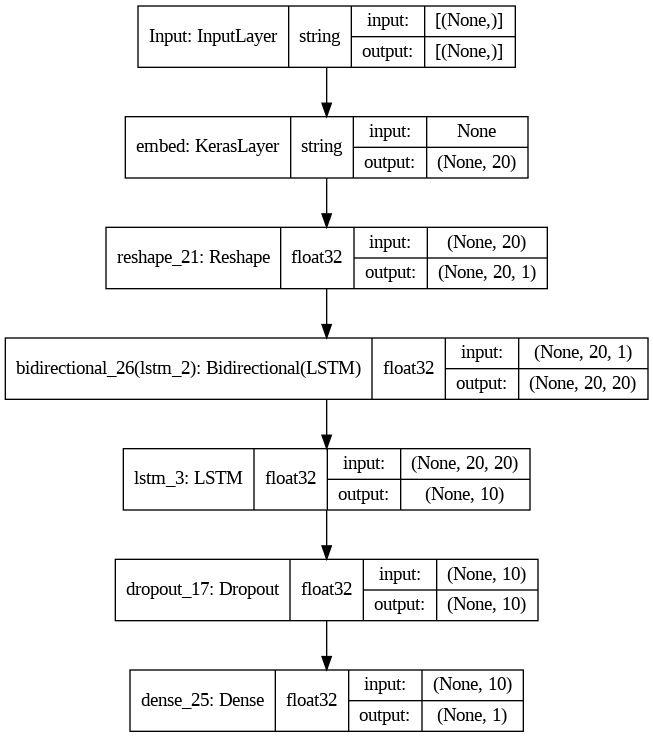 Input: InputLayer string input: [(None,)]
output: [(None,)]
embed: KerasLayer string input: None
output: (None, 20)
reshape_21: Reshape float32 input: (None, 20)
output: (None, 20, 1)
bidirectional_26(lstm_2): Bidirectional(LSTM) float32 input: (None, 20, 1)
output: (None, 20, 20)
lstm_3: LSTM float32 input: (None, 20, 20)
output: (None, 10)
dropout_17: Dropout float32 input: (None, 10)
output: (None, 10)
dense_25: Dense float32 input: (None, 10)
output: (None, 1)